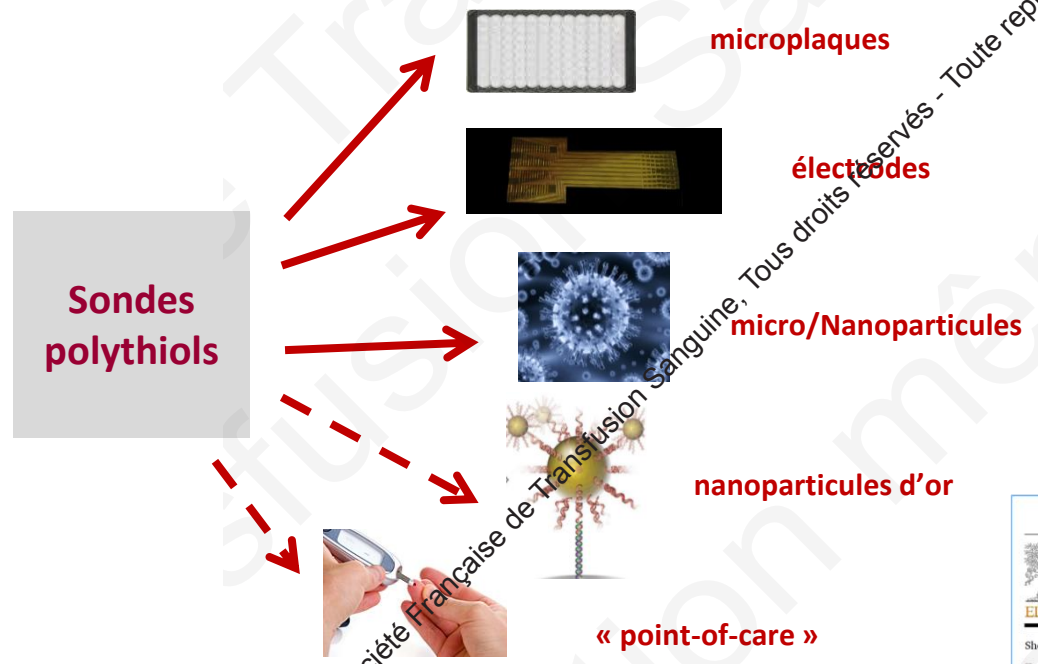 microplaques
électrodes
Sondes
polythiols
micro/Nanoparticules
nanoparticules d'or
« point-of-care »
Société Française de Transfusion Sanguine, Tous droits réservés - Toute